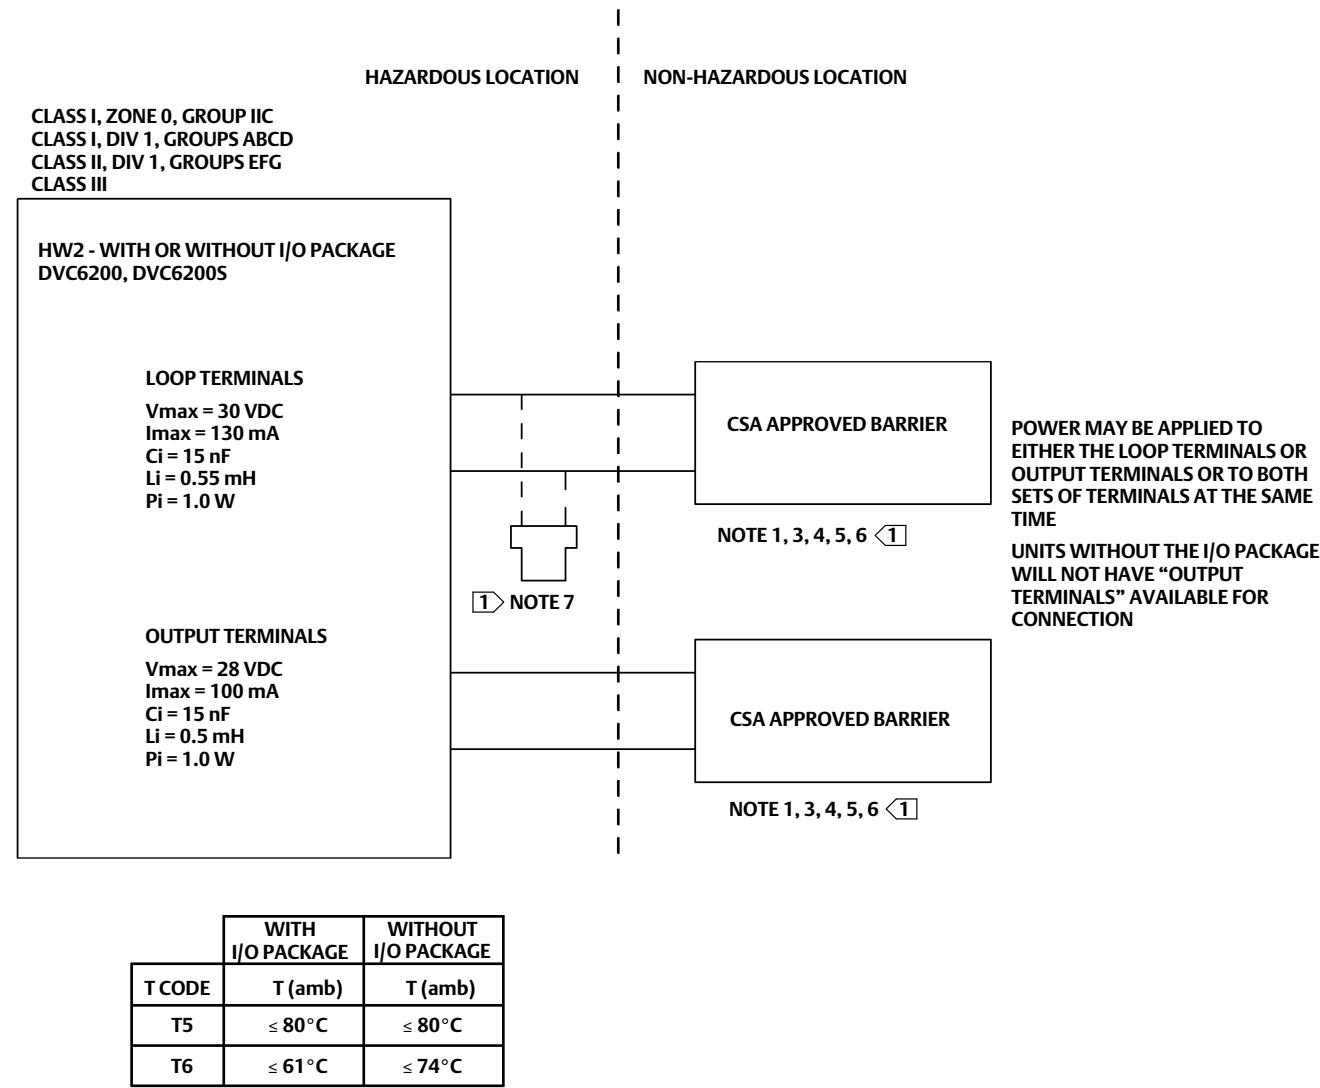 HAZARDOUS LOCATION
NON-HAZARDOUS LOCATION
CLASS I, ZONE 0, GROUP IIC
CLASS I, DIV 1, GROUPS ABCD
CLASS II, DIV 1, GROUPS EFG
CLASS III
HW2 - WITH OR WITHOUT I/O PACKAGE
DVC6200, DVC6200S
LOOP TERMINALS
Vmax = 30 VDC
Imax = 130 mA
Ci = 15 nF
Li = 0.55 mH
Pi = 1.0 W
CSA APPROVED BARRIER
NOTE 1, 3, 4, 5, 6 1
POWER MAY BE APPLIED TO
EITHER THE LOOP TERMINALS OR
OUTPUT TERMINALS OR TO BOTH
SETS OF TERMINALS AT THE SAME
TIME
UNITS WITHOUT THE I/O PACKAGE
WILL NOT HAVE “OUTPUT
TERMINALS” AVAILABLE FOR
CONNECTION
1 NOTE 7
OUTPUT TERMINALS
Vmax = 28 VDC
Imax = 100 mA
Ci = 15 nF
Li = 0.5 mH
Pi = 1.0 W
CSA APPROVED BARRIER
NOTE 1, 3, 4, 5, 6 1
WITH
I/O PACKAGE
WITHOUT
I/O PACKAGE
T CODE
T (amb)
T (amb)
T5
≤ 80°C
≤ 80°C
T6
≤ 61°C
≤ 74°C